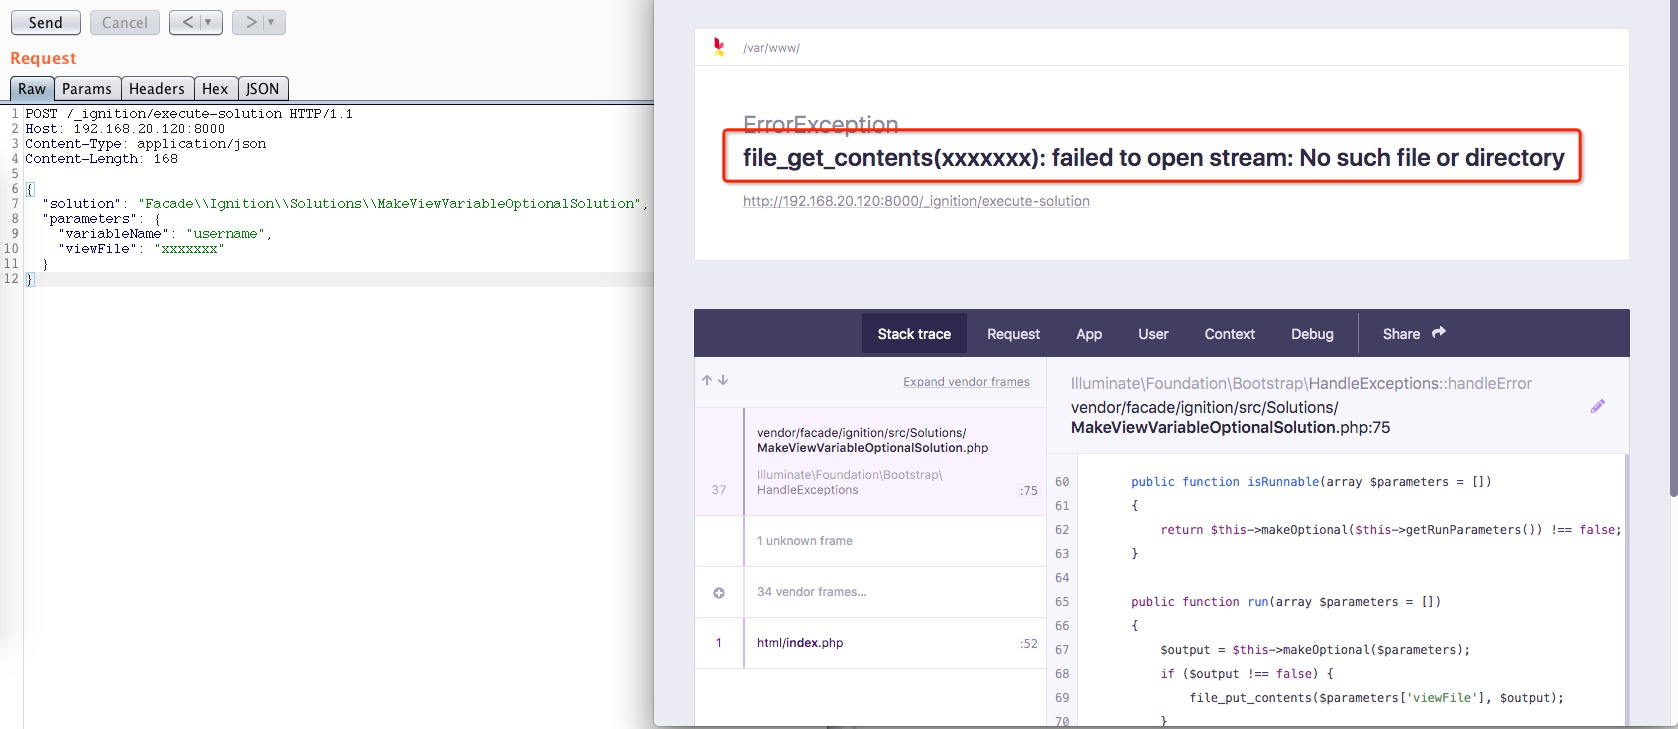 Send Cancel < ▼ > ▼
Request
Raw Params Headers Hex JSON
1 POST /_ignition/execute-solution HTTP/1.1
2 Host: 192.168.20.120:8000
3 Content-Type: application/json
4 Content-Length: 168
5
6 {
7 "solution": "Facade\\Ignition\\Solutions\\MakeViewVariableOptionalSolution",
8 "parameters": {
9 "variableName": "username",
10 "viewFile": "xxxxxxx"
11 }
12 }
/var/www/
ErrorException
file_get_contents(xxxxxxx): failed to open stream: No such file or directory
http://192.168.20.120:8000/_ignition/execute-solution
Stack trace Request App User Context Debug Share
Expand vendor frames
vendor/facade/ignition/src/Solutions/
MakeViewVariableOptionalSolution.php
Illuminate\Foundation\Bootstrap\
37 HandleExceptions :75
1 unknown frame
34 vendor frames…
1 html/index.php :52
Illuminate\Foundation\Bootstrap\HandleExceptions::handleError
vendor/facade/ignition/src/Solutions/
MakeViewVariableOptionalSolution.php:75
60 public function isRunnable(array $parameters = [])
61 {
62 return $this->makeOptional($this->getRunParameters()) !== false;
63 }
64
65 public function run(array $parameters = [])
66 {
67 $output = $this->makeOptional($parameters);
68 if ($output !== false) {
69 file_put_contents($parameters['viewFile'], $output);
70 }